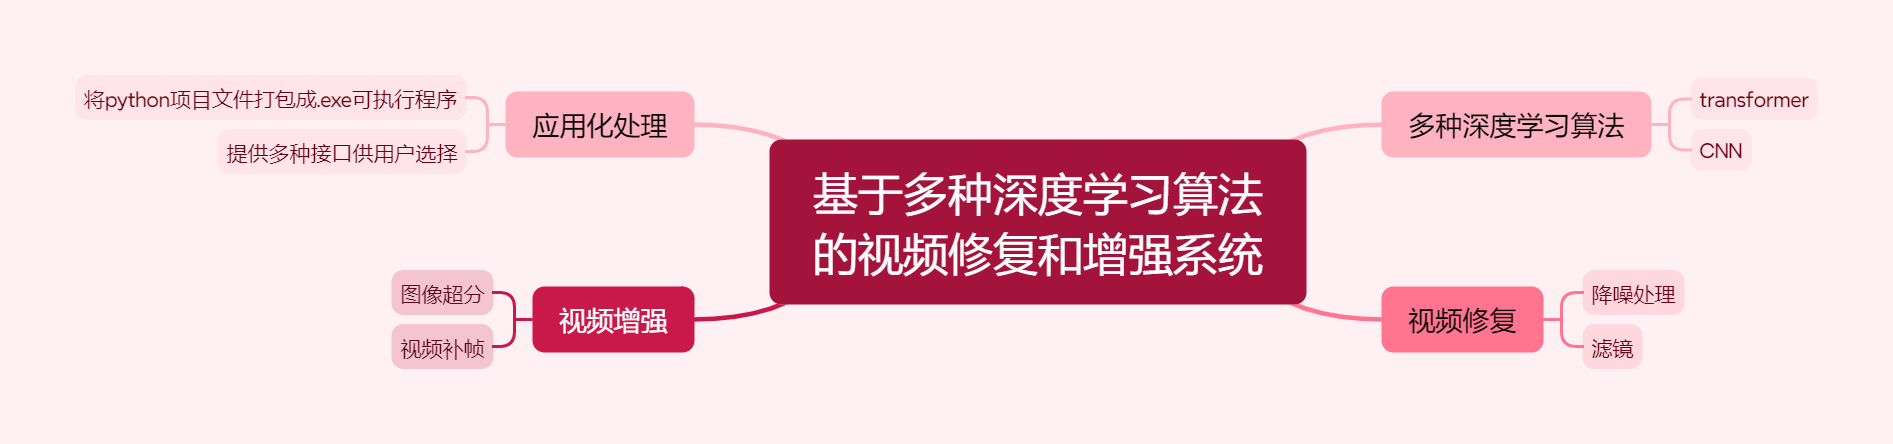 基于多种深度学习算法
的视频修复和增强系统
多种深度学习算法
transformer
CNN
视频修复
降噪处理
滤镜
应用化处理
将python项目文件打包成.exe可执行程序
提供多种接口供用户选择
视频增强
图像超分
视频补帧